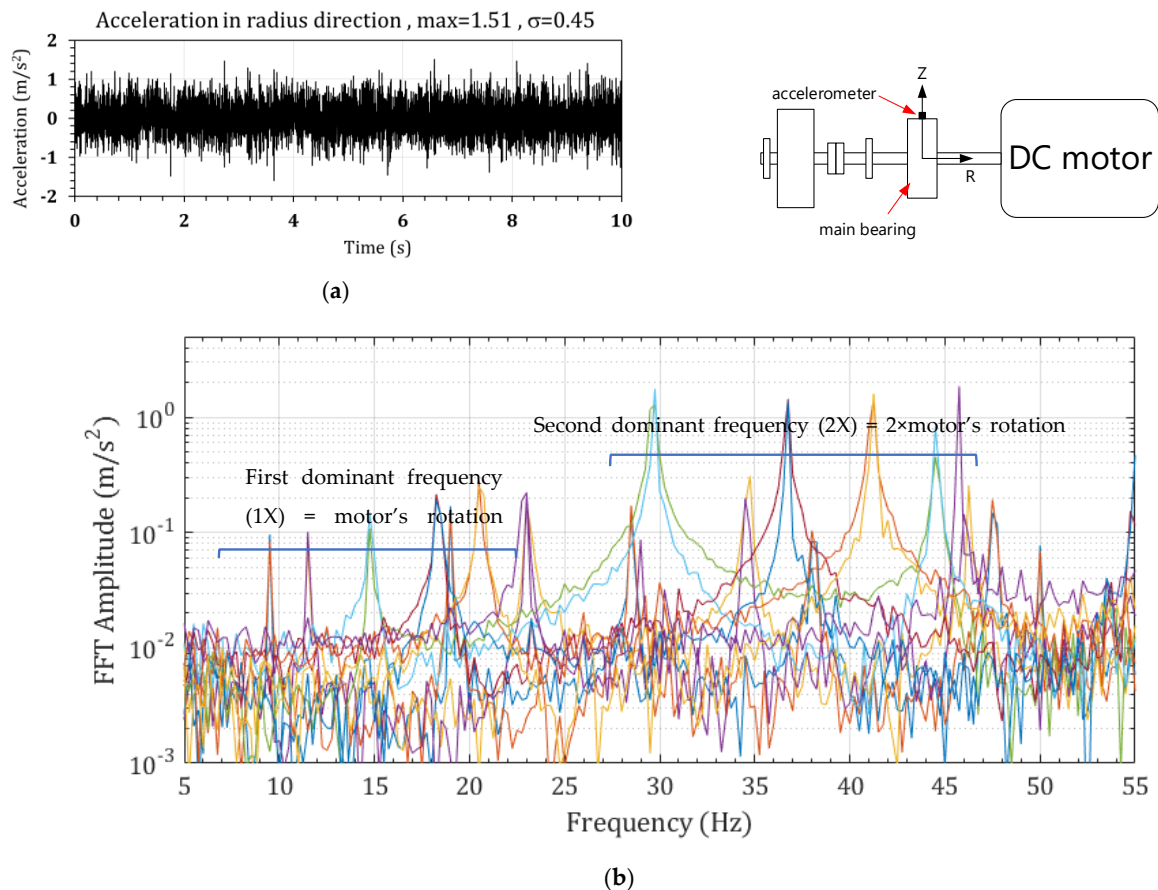 Acceleration in radius direction , max=1.51 , σ=0.45
Acceleration (m/s²)
2
1
0
-1
-2
0
2
4
6
8
10
Time (s)
(a)
accelerometer
Z
R
DC motor
main bearing
FFT Amplitude (m/s²)
10⁰
10⁻¹
10⁻²
10⁻³
Second dominant frequency (2X) = 2×motor's rotation
First dominant frequency
(1X) = motor's rotation
5
10
15
20
25
30
35
40
45
50
55
Frequency (Hz)
(b)